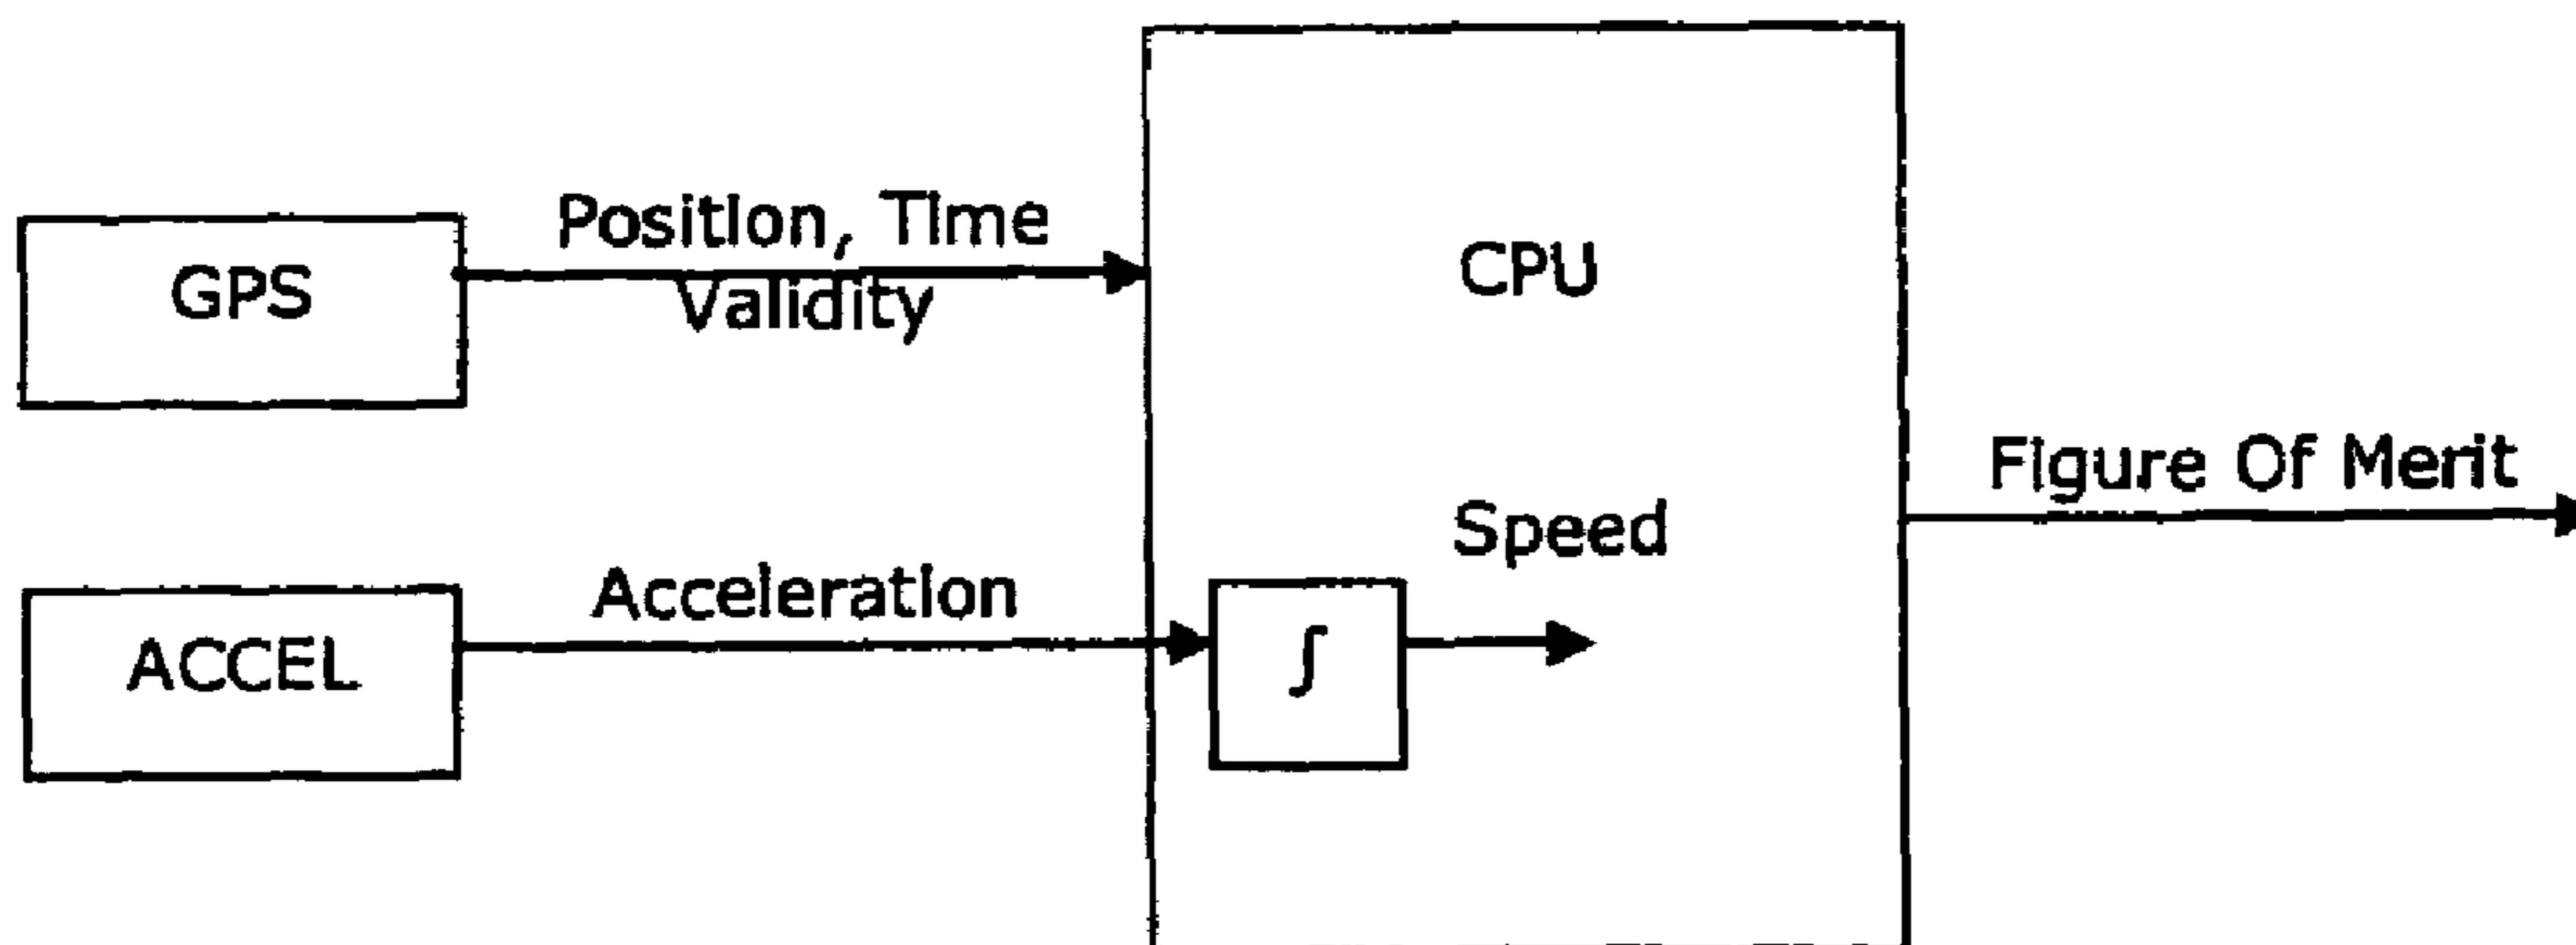 Position, Time
Validity
GPS
CPU
Figure Of Merit
Speed
Acceleration
ACCEL
∫